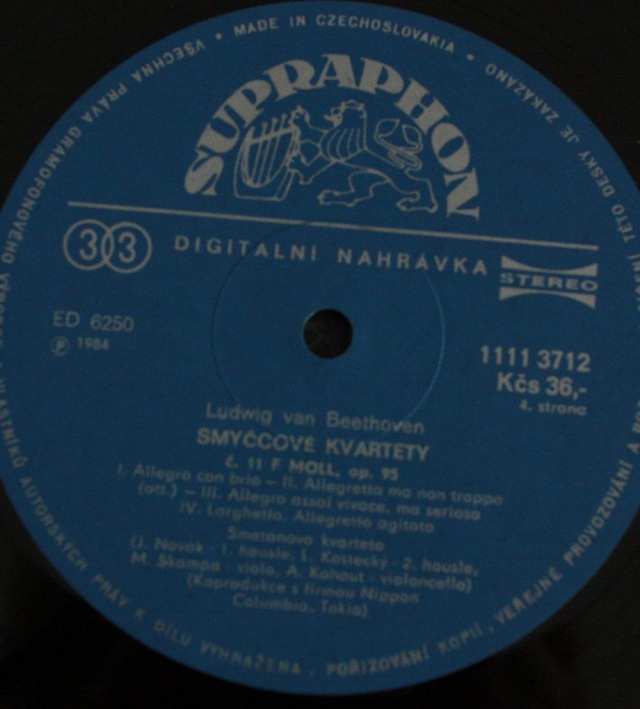 VŠECHNA PRÁVA GRAMOFONOVÉHO
• MADE IN CZECHOSLOVAKIA •
TÉTO DESKY JE ZAKÁZÁNO
SUPRAPHON
33 DIGITÁLNÍ NAHRÁVKA STEREO
ED 6250
Ⓟ 1984
1111 3712
Kčs 36,-
4. strana
Ludwig van Beethoven
SMYČCOVÉ KVARTETY
č. 11 F MOLL, op. 95
I. Allegro con brio – II. Allegretto ma non troppo
(att.) – III. Allegro assai vivace, ma serioso
IV. Larghetto. Allegretto agitato
Smetanovo kvarteto
(J. Novák - 1. housle, L. Kostecký - 2. housle,
M. Škampa - viola, A. Kohout - violoncello)
(Koprodukce s firmou Nippon
Columbia, Tokio)
VLASTNÍKŮ AUTORSKÝCH PRÁV K DÍLU VYHRAŽENA. POŘIZOVÁNÍ KOPIÍ, VEŘEJNÉ PROVOZOVÁNÍ A